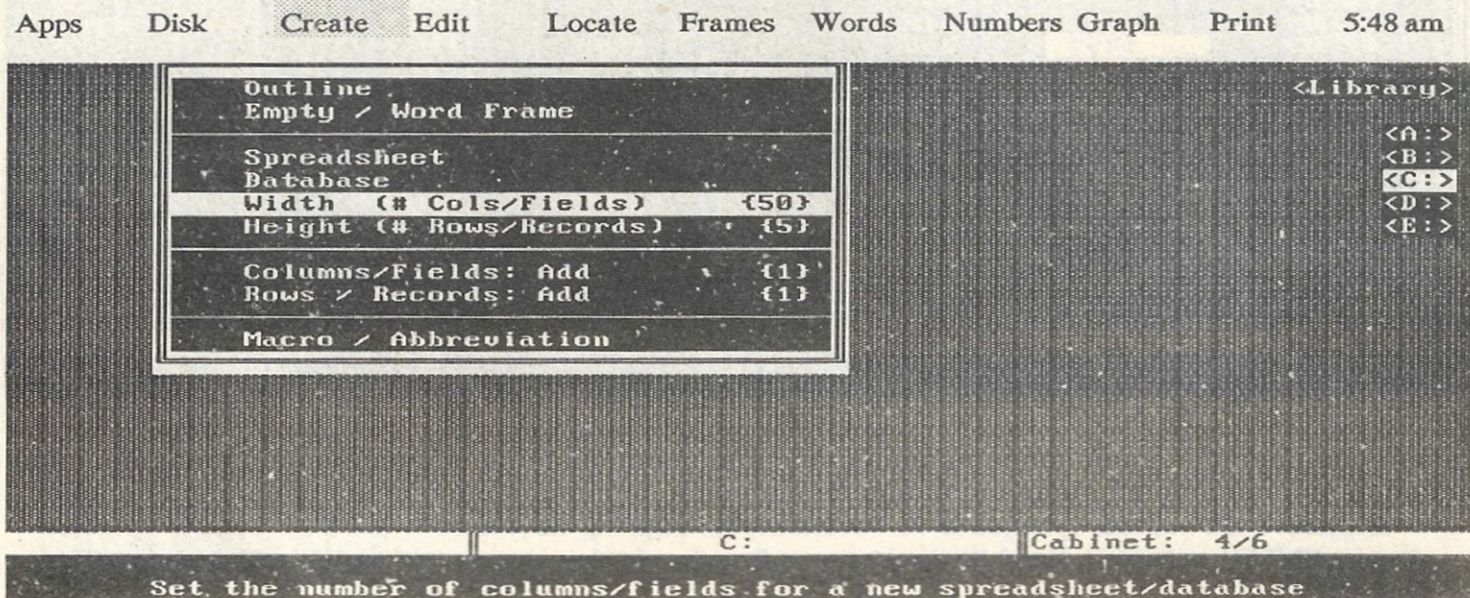 Apps Disk Create Edit Locate Frames Words Numbers Graph Print 5:48 am
<Library>
Outline
Empty / Word Frame
<A:>
Spreadsheet
<B:>
Database
<C:>
Width (# Cols/Fields) {50}
<D:>
Height (# Rows/Records) {5}
<E:>
Columns/Fields: Add {1}
Rows / Records: Add {1}
Macro / Abbreviation
C: Cabinet: 4/6
Set the number of columns/fields for a new spreadsheet/database